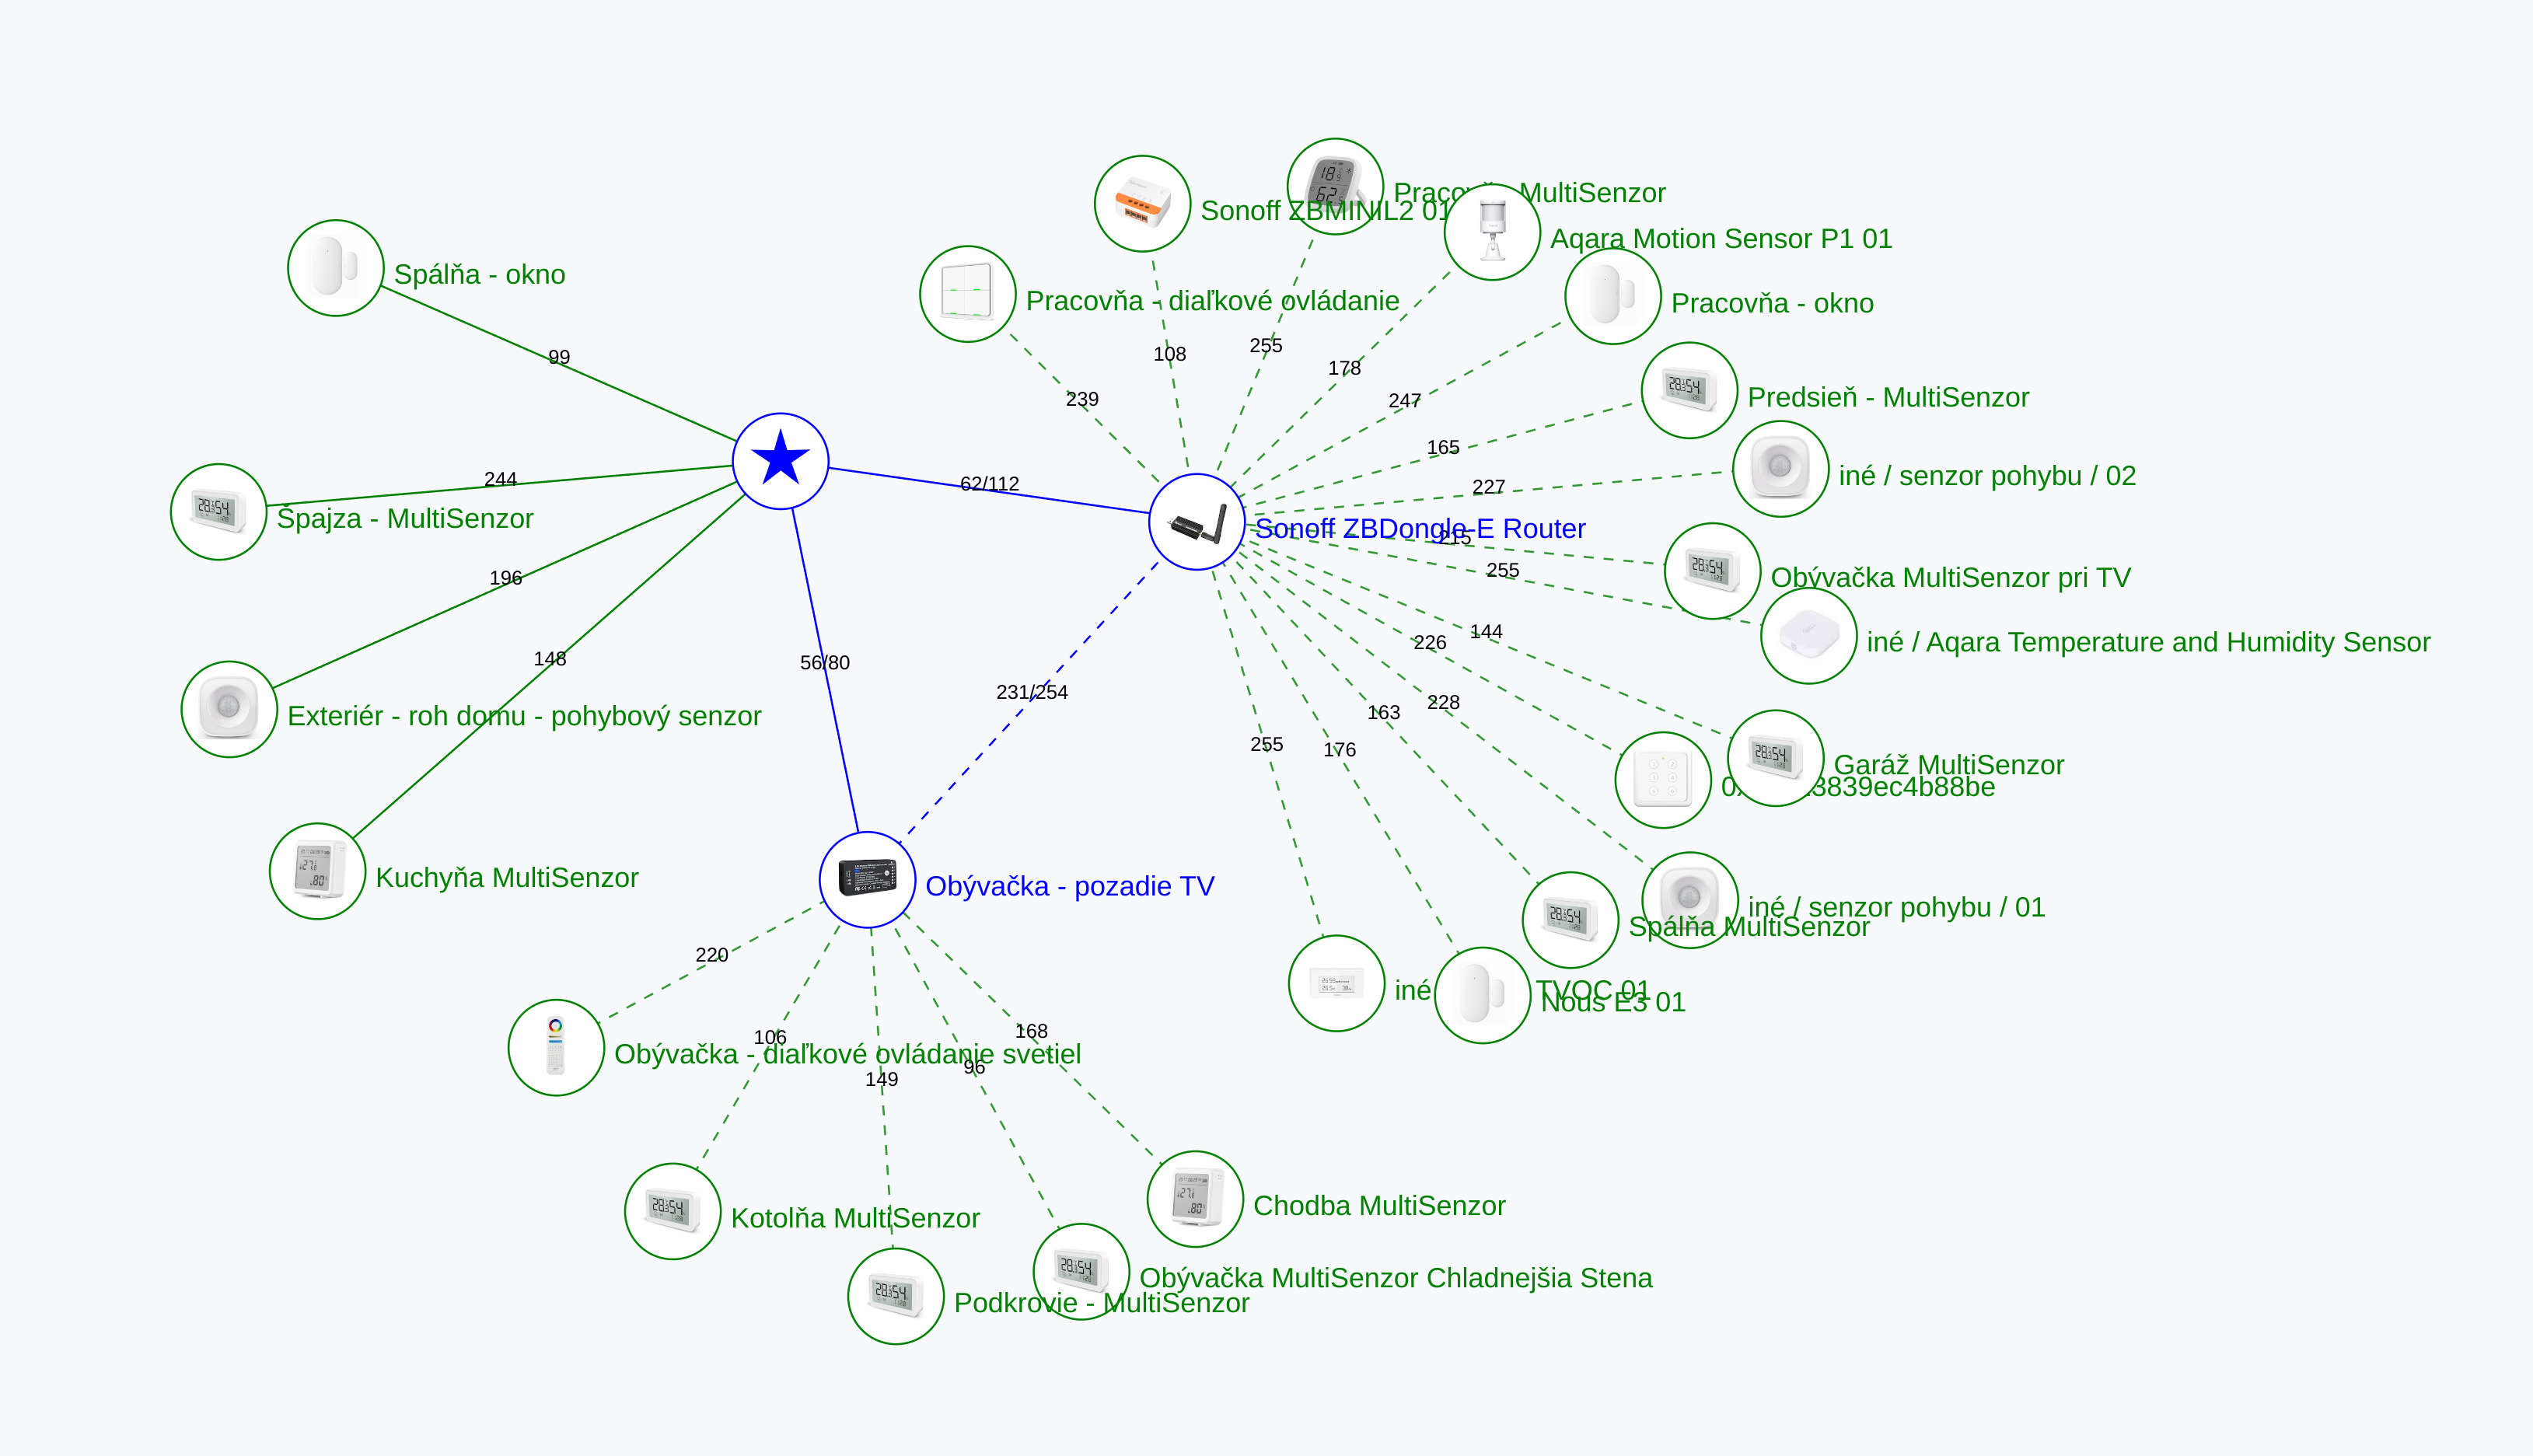 Pracovňa MultiSenzor
Sonoff ZBMINIL2 01
Aqara Motion Sensor P1 01
Spálňa - okno
Pracovňa - diaľkové ovládanie
Pracovňa - okno
99
108
255
178
239
247
Predsieň - MultiSenzor
165
244
62/112
227
iné / senzor pohybu / 02
Špajza - MultiSenzor
Sonoff ZBDongle-E Router
215
196
255
Obývačka MultiSenzor pri TV
144
226
iné / Aqara Temperature and Humidity Sensor
148
56/80
231/254
228
163
Exteriér - roh domu - pohybový senzor
255
176
Garáž MultiSenzor
3839ec4b88be
Kuchyňa MultiSenzor
Obývačka - pozadie TV
iné / senzor pohybu / 01
Spálňa MultiSenzor
220
iné TVOC 01
Nous E3 01
106
168
Obývačka - diaľkové ovládanie svetiel
96
149
Kotolňa MultiSenzor
Chodba MultiSenzor
Obývačka MultiSenzor Chladnejšia Stena
Podkrovie - MultiSenzor